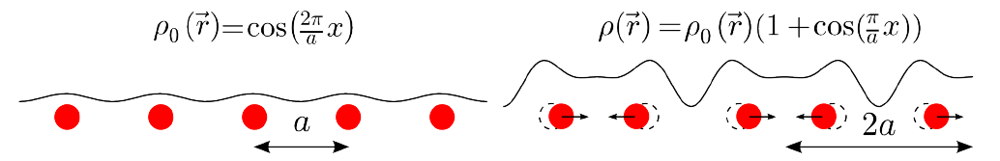 ρ₀(r⃗)=cos(2π/a x)
ρ(r⃗)=ρ₀(r⃗)(1+cos(π/a x))
a
2a